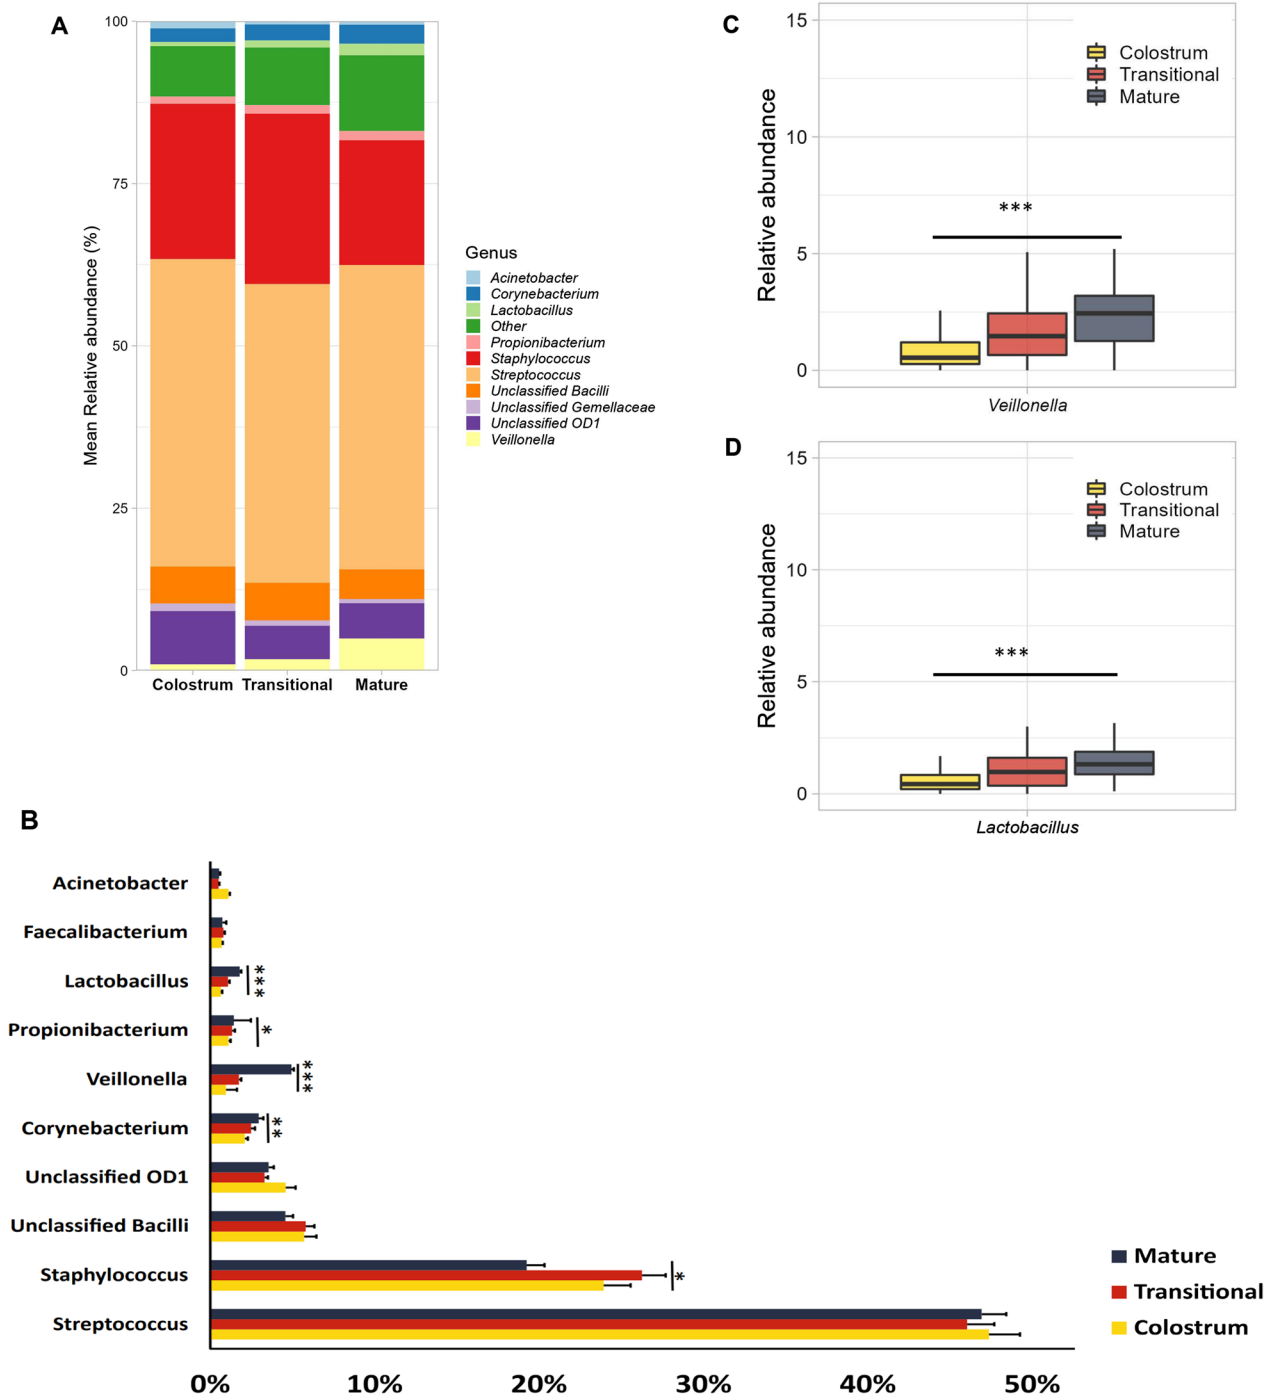 A
100
75
50
25
0
Mean Relative abundance (%)
Colostrum Transitional Mature
Genus
Acinetobacter
Corynebacterium
Lactobacillus
Other
Propionibacterium
Staphylococcus
Streptococcus
Unclassified Bacilli
Unclassified Gemellaceae
Unclassified OD1
Veillonella
C
15
10
5
0
Relative abundance
Colostrum
Transitional
Mature
***
Veillonella
D
15
10
5
0
Relative abundance
Colostrum
Transitional
Mature
***
Lactobacillus
B
Acinetobacter
Faecalibacterium
Lactobacillus ***
Propionibacterium *
Veillonella ***
Corynebacterium **
Unclassified OD1
Unclassified Bacilli
Staphylococcus *
Streptococcus
0% 10% 20% 30% 40% 50%
Mature
Transitional
Colostrum